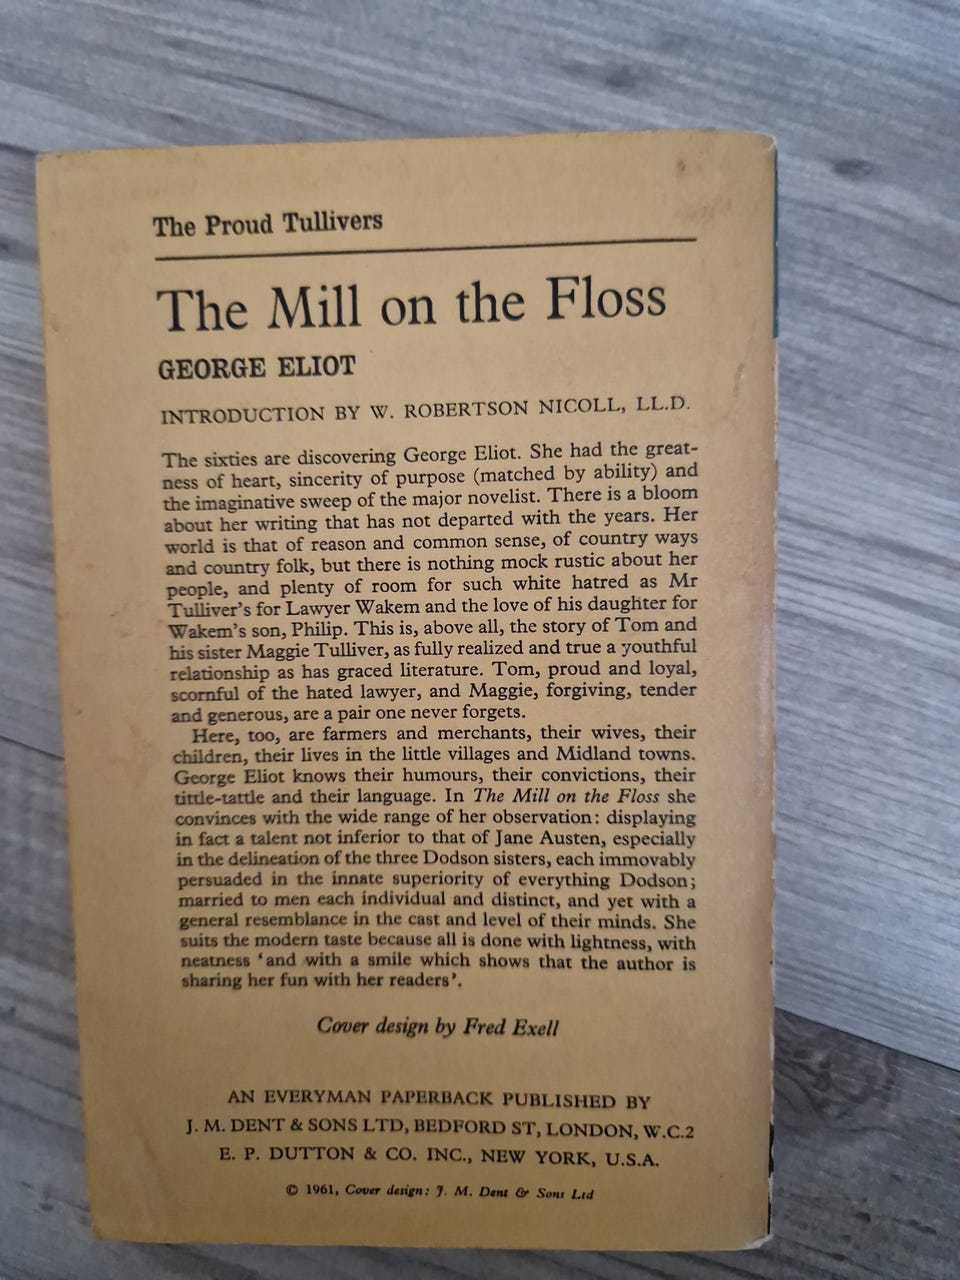 The Proud Tullivers
The Mill on the Floss
GEORGE ELIOT
INTRODUCTION BY W. ROBERTSON NICOLL, LL.D.
The sixties are discovering George Eliot. She had the great-
ness of heart, sincerity of purpose (matched by ability) and
the imaginative sweep of the major novelist. There is a bloom
about her writing that has not departed with the years. Her
world is that of reason and common sense, of country ways
and country folk, but there is nothing mock rustic about her
people, and plenty of room for such white hatred as Mr
Tulliver's for Lawyer Wakem and the love of his daughter for
Wakem's son, Philip. This is, above all, the story of Tom and
his sister Maggie Tulliver, as fully realized and true a youthful
relationship as has graced literature. Tom, proud and loyal,
scornful of the hated lawyer, and Maggie, forgiving, tender
and generous, are a pair one never forgets.
Here, too, are farmers and merchants, their wives, their
children, their lives in the little villages and Midland towns.
George Eliot knows their humours, their convictions, their
tittle-tattle and their language. In The Mill on the Floss she
convinces with the wide range of her observation: displaying
in fact a talent not inferior to that of Jane Austen, especially
in the delineation of the three Dodson sisters, each immovably
persuaded in the innate superiority of everything Dodson;
married to men each individual and distinct, and yet with a
general resemblance in the cast and level of their minds. She
suits the modern taste because all is done with lightness, with
neatness 'and with a smile which shows that the author is
sharing her fun with her readers'.
Cover design by Fred Exell
AN EVERYMAN PAPERBACK PUBLISHED BY
J. M. DENT & SONS LTD, BEDFORD ST, LONDON, W.C.2
E. P. DUTTON & CO. INC., NEW YORK, U.S.A.
© 1961, Cover design: J. M. Dent & Sons Ltd